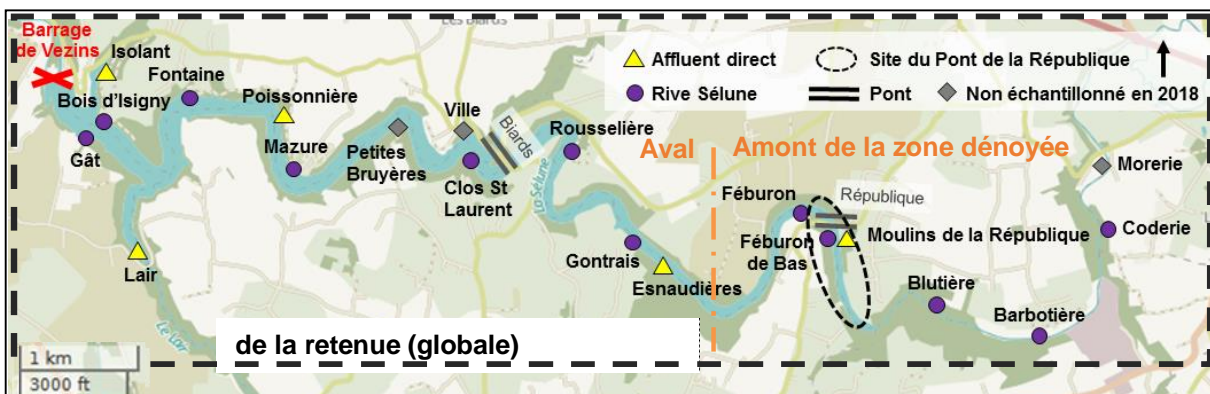 Les Biards
Barrage
de Vezins
Isolant
Fontaine
Bois d'Isigny
Gât
Poissonnière
Mazure
Petites
Bruyères
Ville
Biards
Clos St
Laurent
La Sélune
Rousselière
Affluent direct
Site du Pont de la République
Rive Sélune
Pont
Non échantillonné en 2018
Aval
Amont de la zone dénoyée
Morerie
Féburon
République
Féburon
de Bas
Moulins de la République
Coderie
Lair
Gontrais
Esnaudières
Blutière
Barbotière
Le Lair
de la retenue (globale)
1 km
3000 ft